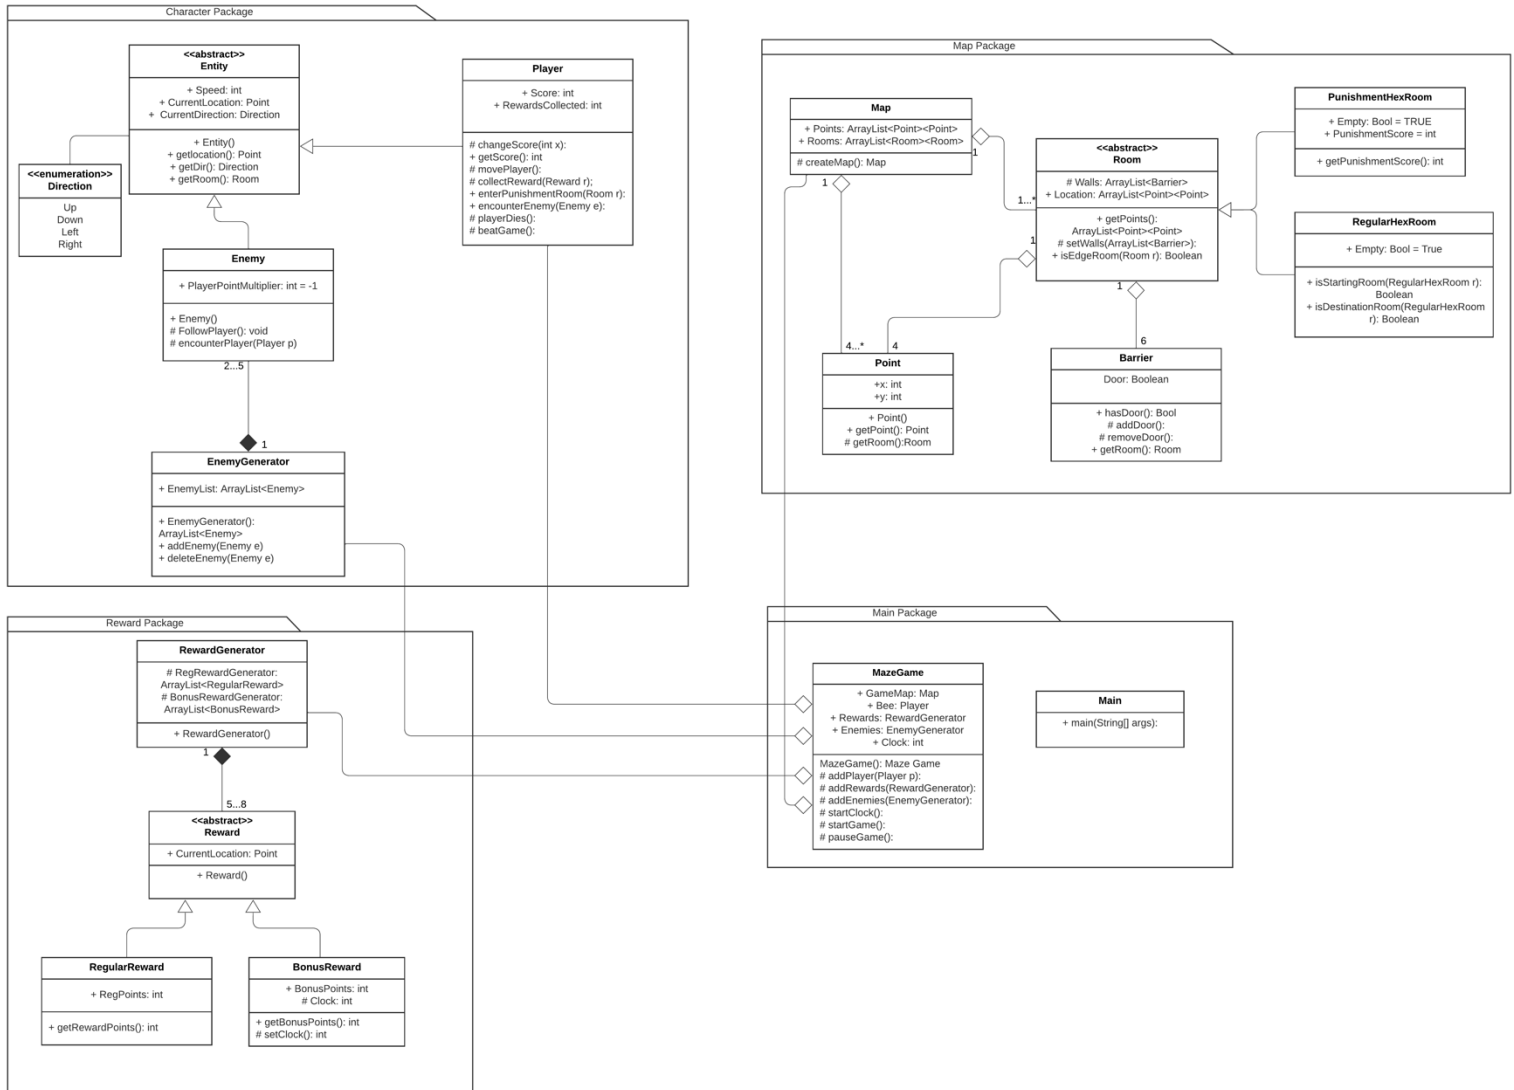 Character Package
<<abstract>>
Entity
+ Speed: int
+ CurrentLocation: Point
+ CurrentDirection: Direction
+ Entity()
+ getlocation(): Point
+ getDir(): Direction
+ getRoom(): Room
<<enumeration>>
Direction
Up
Down
Left
Right
Player
+ Score: int
+ RewardsCollected: int
# changeScore(int x):
+ getScore(): int
# movePlayer():
# collectReward(Reward r);
+ enterPunishmentRoom(Room r):
+ encounterEnemy(Enemy e):
# playerDies():
# beatGame():
Enemy
+ PlayerPointMultiplier: int = -1
+ Enemy()
# FollowPlayer(): void
# encounterPlayer(Player p)
2...5
1
EnemyGenerator
+ EnemyList: ArrayList<Enemy>
+ EnemyGenerator():
ArrayList<Enemy>
+ addEnemy(Enemy e)
+ deleteEnemy(Enemy e)
Map Package
Map
+ Points: ArrayList<Point><Point>
+ Rooms: ArrayList<Room><Room>
# createMap(): Map
1
1
1...*
<<abstract>>
Room
# Walls: ArrayList<Barrier>
+ Location: ArrayList<Point><Point>
+ getPoints():
ArrayList<Point><Point>
# setWalls(ArrayList<Barrier>):
+ isEdgeRoom(Room r): Boolean
1
1
PunishmentHexRoom
+ Empty: Bool = TRUE
+ PunishmentScore = int
+ getPunishmentScore(): int
RegularHexRoom
+ Empty: Bool = True
+ isStartingRoom(RegularHexRoom r):
Boolean
+ isDestinationRoom(RegularHexRoom
r): Boolean
4...*
4
Point
+x: int
+y: int
+ Point()
+ getPoint(): Point
# getRoom():Room
6
Barrier
Door: Boolean
+ hasDoor(): Bool
# addDoor():
# removeDoor():
+ getRoom(): Room
Reward Package
RewardGenerator
# RegRewardGenerator:
ArrayList<RegularReward>
# BonusRewardGenerator:
ArrayList<BonusReward>
+ RewardGenerator()
1
5...8
<<abstract>>
Reward
+ CurrentLocation: Point
+ Reward()
RegularReward
+ RegPoints: int
+ getRewardPoints(): int
BonusReward
+ BonusPoints: int
# Clock: int
+ getBonusPoints(): int
# setClock(): int
Main Package
MazeGame
+ GameMap: Map
+ Bee: Player
+ Rewards: RewardGenerator
+ Enemies: EnemyGenerator
+ Clock: int
MazeGame(): Maze Game
# addPlayer(Player p):
# addRewards(RewardGenerator):
# addEnemies(EnemyGenerator):
# startClock():
# startGame():
# pauseGame():
Main
+ main(String[] args):